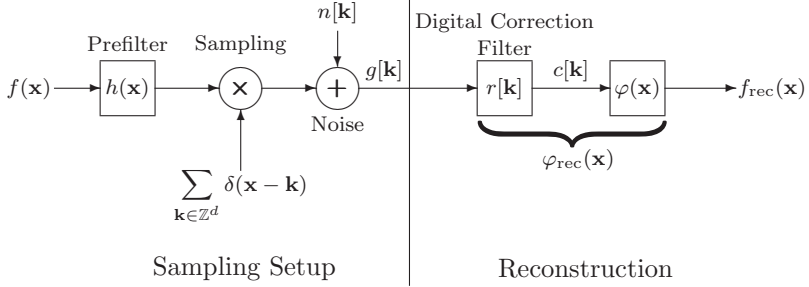 n[k]
Digital Correction
Prefilter
Sampling
Filter
f(x)
h(x)
×
+
g[k]
r[k]
c[k]
φ(x)
f_rec(x)
Noise
φ_rec(x)
∑ δ(x − k)
k∈ℤ^d
Sampling Setup
Reconstruction